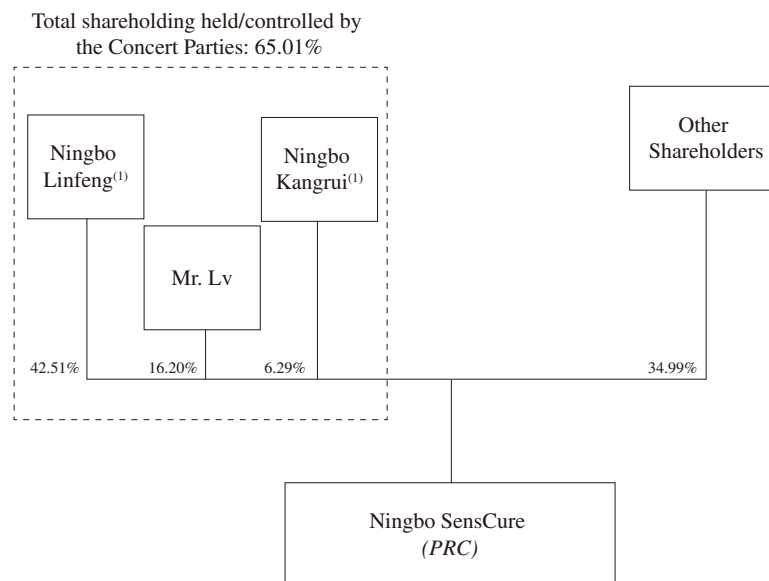 Total shareholding held/controlled by
the Concert Parties: 65.01%
Ningbo
Linfeng(1)
Ningbo
Kangrui(1)
Other
Shareholders
Mr. Lv
42.51%
16.20%
6.29%
34.99%
Ningbo SensCure
(PRC)